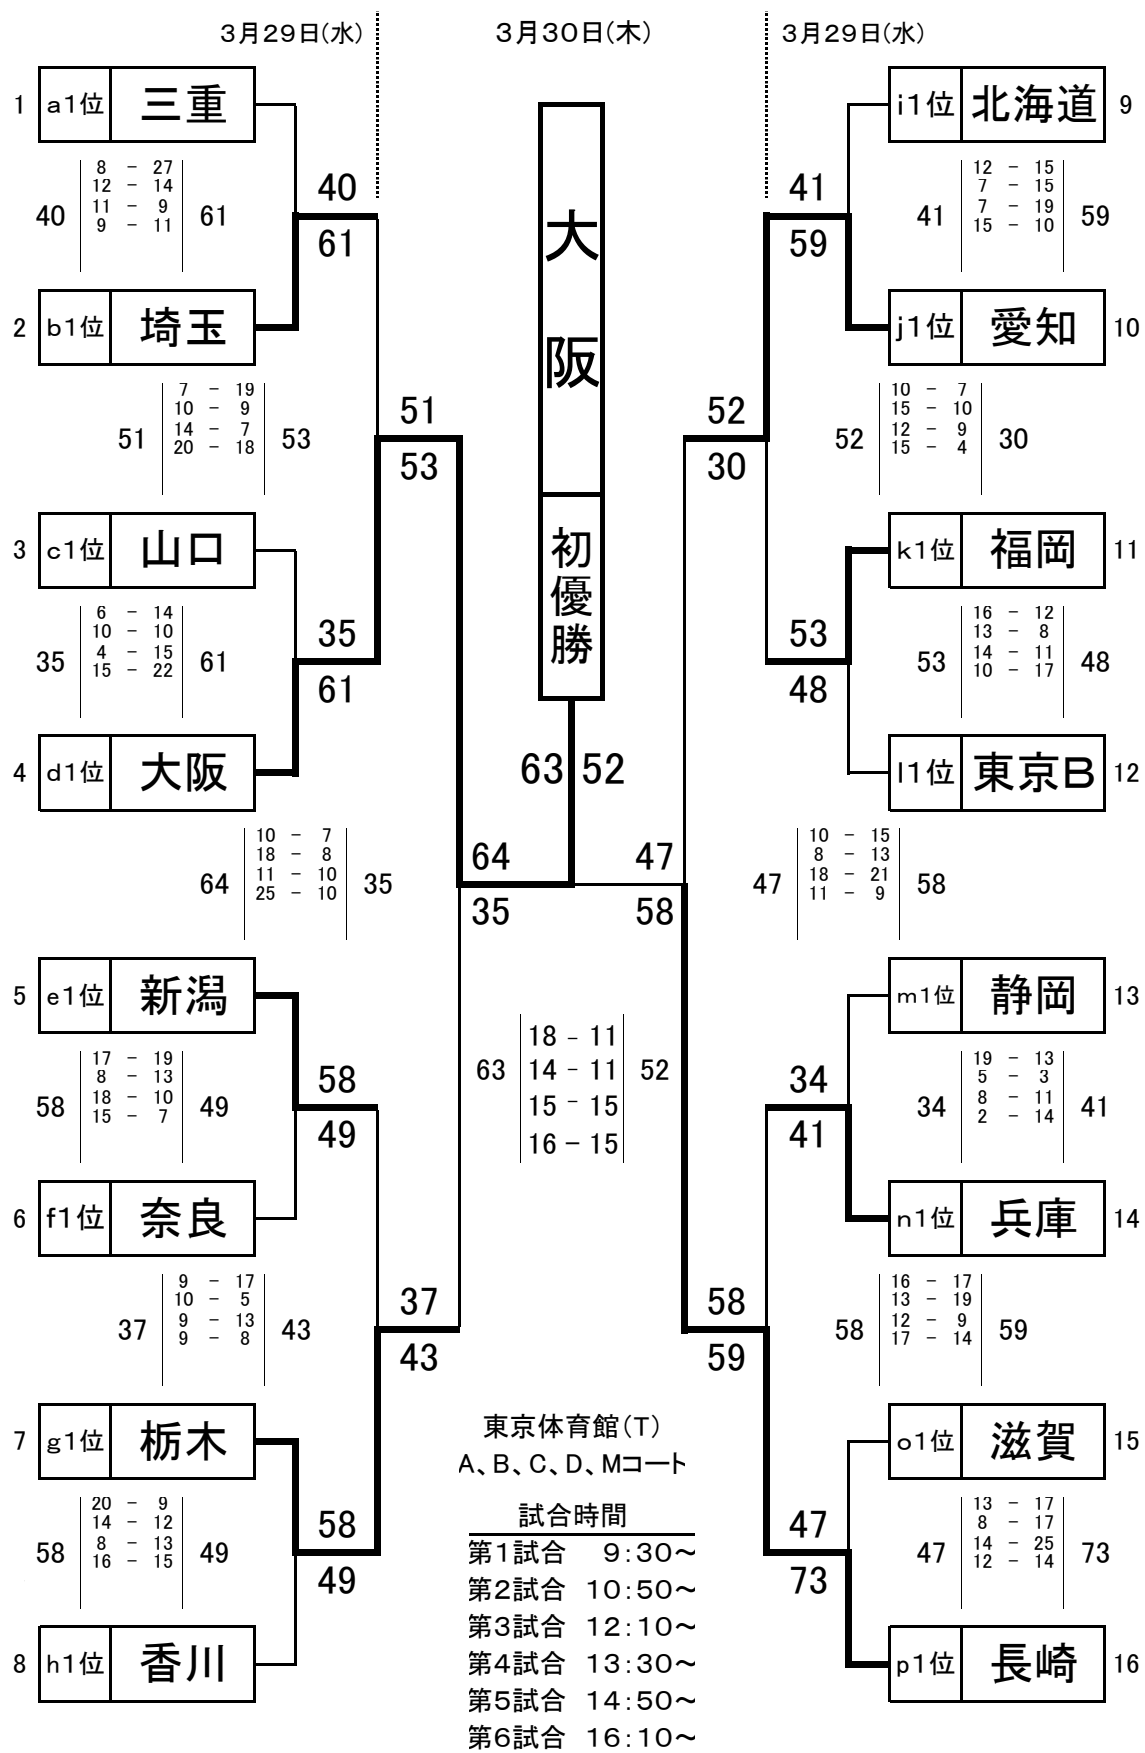 3月29日(水)
3月30日(木)
3月29日(水)
1 a1位 三重
8 - 27
12 - 14
11 - 9
9 - 11
40 61
40
61
2 b1位 埼玉
7 - 19
10 - 9
14 - 7
20 - 18
51 53
51
53
3 c1位 山口
6 - 14
10 - 10
4 - 15
15 - 22
35 61
35
61
4 d1位 大阪
10 - 7
18 - 8
11 - 10
25 - 10
64 35
64
35
5 e1位 新潟
17 - 19
8 - 13
18 - 10
15 - 7
58 49
58
49
6 f1位 奈良
9 - 17
10 - 5
9 - 13
9 - 8
37 43
37
43
7 g1位 栃木
20 - 9
14 - 12
8 - 13
16 - 15
58 49
58
49
8 h1位 香川
大阪
初優勝
63 52
18 - 11
14 - 11
15 - 15
16 - 15
63 52
i1位 北海道 9
12 - 15
7 - 15
7 - 19
15 - 10
41 59
41
59
j1位 愛知 10
10 - 7
15 - 10
12 - 9
15 - 4
52 30
52
30
k1位 福岡 11
16 - 12
13 - 8
14 - 11
10 - 17
53 48
53
48
l1位 東京B 12
10 - 15
8 - 13
18 - 21
11 - 9
47 58
47
58
m1位 静岡 13
19 - 13
5 - 3
8 - 11
2 - 14
34 41
34
41
n1位 兵庫 14
16 - 17
13 - 19
12 - 9
17 - 14
58 59
58
59
o1位 滋賀 15
13 - 17
8 - 17
14 - 25
12 - 14
47 73
47
73
p1位 長崎 16
東京体育館(T)
A、B、C、D、Mコート
試合時間
第1試合 9:30～
第2試合 10:50～
第3試合 12:10～
第4試合 13:30～
第5試合 14:50～
第6試合 16:10～